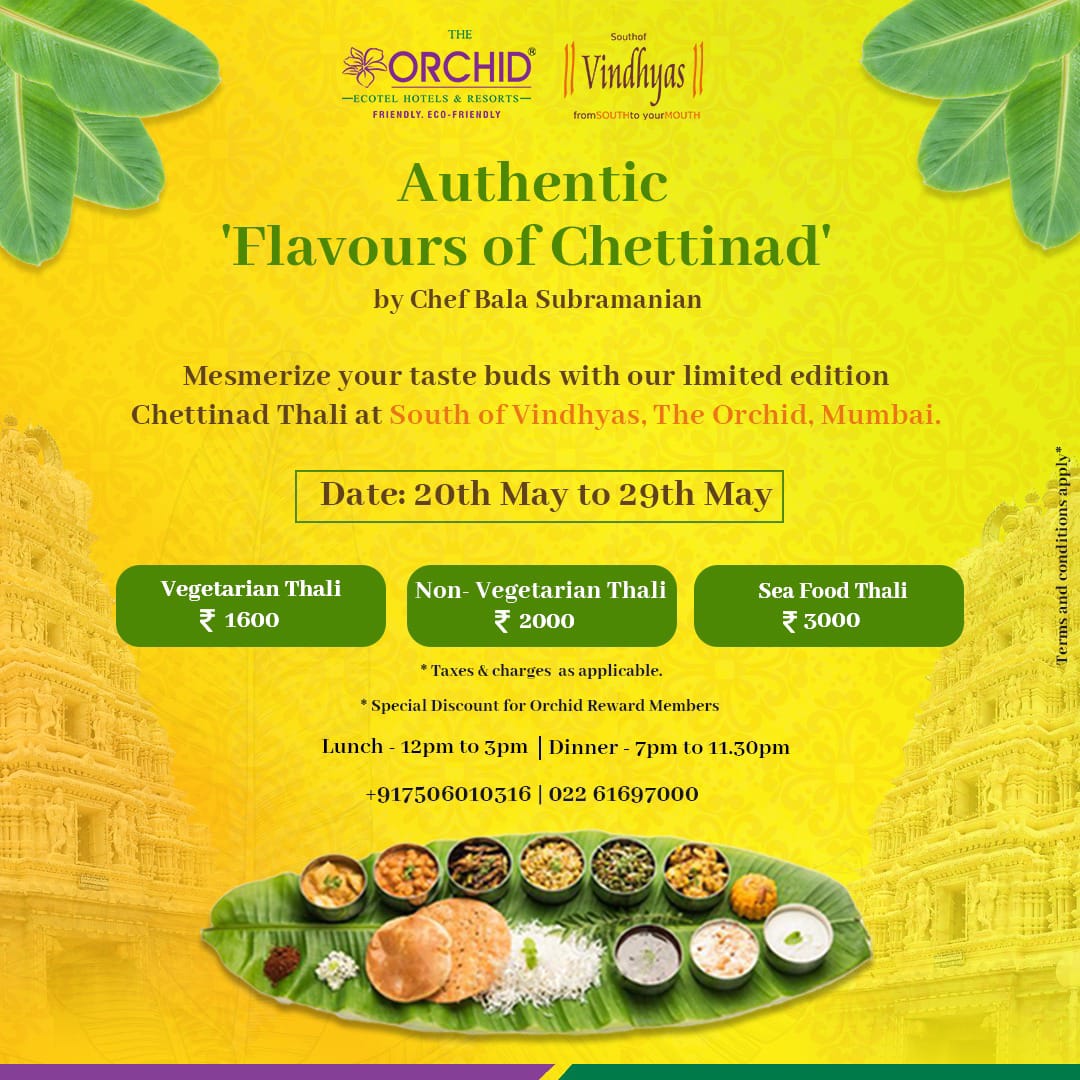 THE
ORCHID®
ECOTEL HOTELS & RESORTS
FRIENDLY. ECO-FRIENDLY
Southof
Vindhyas
fromSOUTHto yourMOUTH
Authentic
'Flavours of Chettinad'
by Chef Bala Subramanian
Mesmerize your taste buds with our limited edition
Chettinad Thali at South of Vindhyas, The Orchid, Mumbai.
Date: 20th May to 29th May
Vegetarian Thali
₹ 1600
Non- Vegetarian Thali
₹ 2000
Sea Food Thali
₹ 3000
* Taxes & charges as applicable.
* Special Discount for Orchid Reward Members
Lunch - 12pm to 3pm | Dinner - 7pm to 11.30pm
+917506010316 | 022 61697000
Terms and conditions apply*